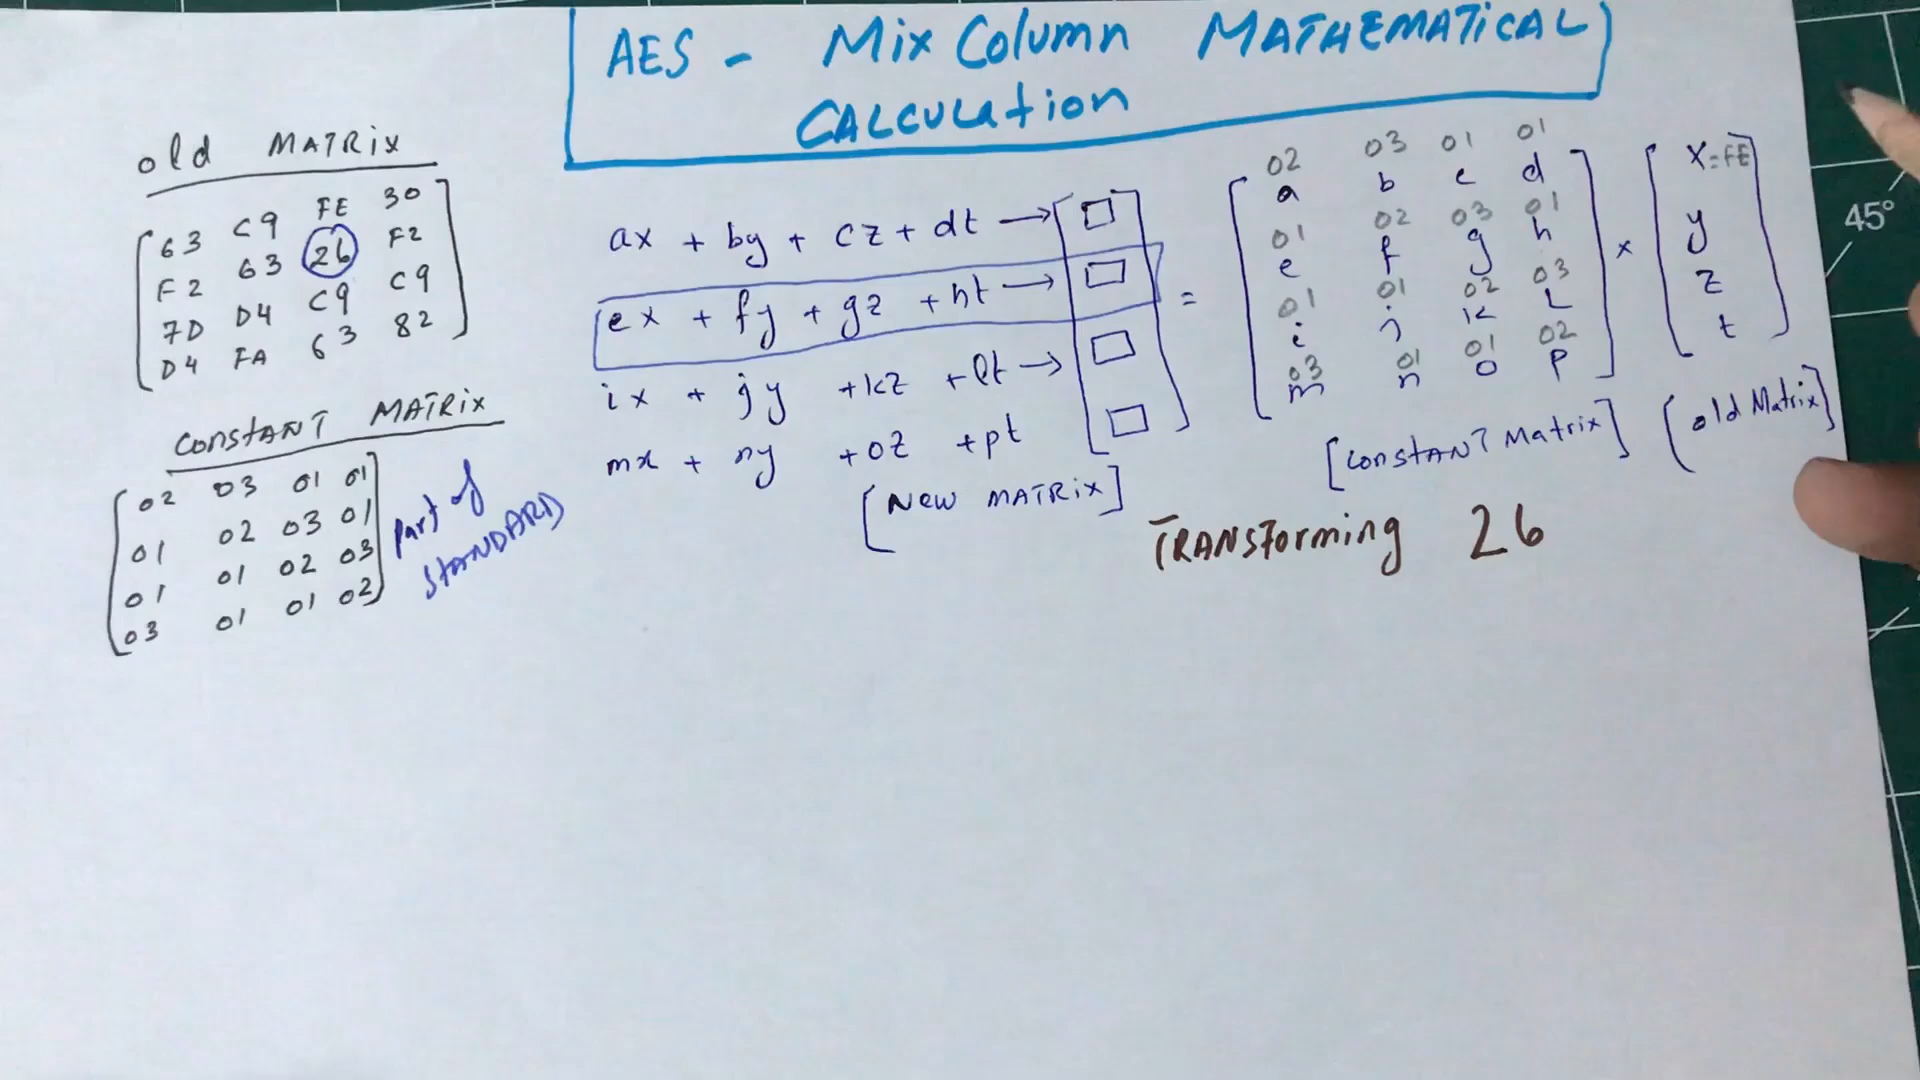 AES - Mix Column MATHEMATICAL
CALCULATION
old MATRIX
63 C9 FE 30
F2 63 26 F2
7D D4 C9 C9
D4 FA 63 82
CONSTANT MATRIX
02 03 01 01
01 02 03 01
01 01 02 03
03 01 01 02
Part of
STANDARD
ax + by + cz + dt →
ex + fy + gz + ht →
ix + jy + kz + lt →
mx + ny + oz + pt
[New MATRIX]
=
02 03 01 01
a b c d
01 02 03 01
e f g h
01 01 02 03
i j k L
03 01 01 02
m n o p
×
X=FE
y
z
t
[CONSTANT Matrix] [old Matrix]
TRANSforming 26
45°